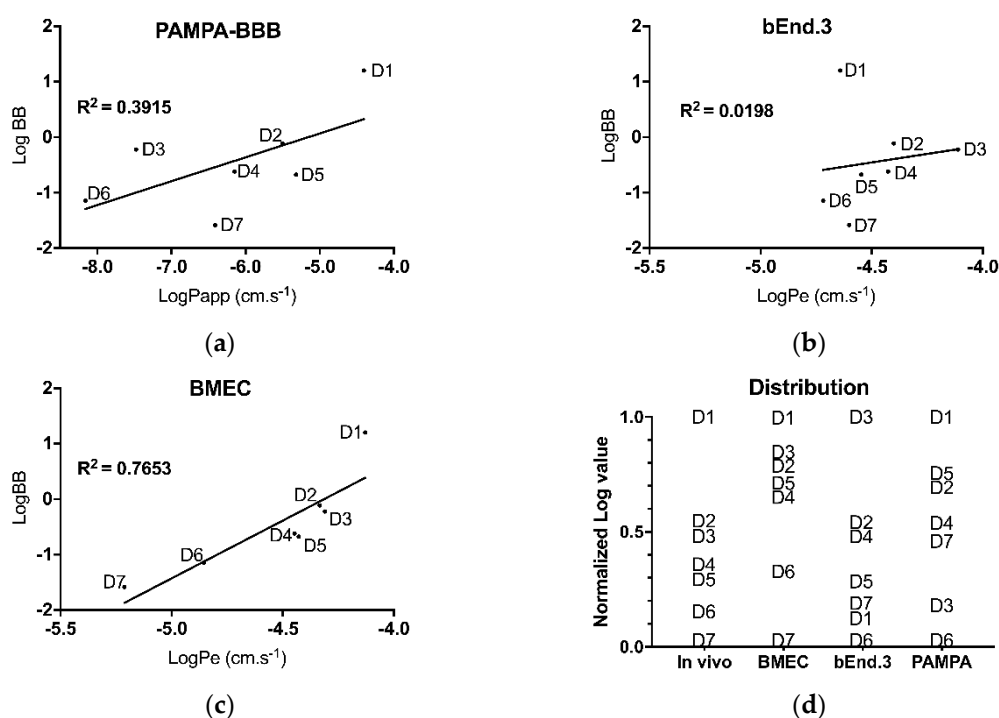 PAMPA-BBB
2
1
0
-1
-2
Log BB
R² = 0.3915
D1
D2
D3
D4
D5
D6
D7
-8.0 -7.0 -6.0 -5.0 -4.0
LogPapp (cm.s⁻¹)
(a)
bEnd.3
2
1
0
-1
-2
LogBB
R² = 0.0198
D1
D2
D3
D4
D5
D6
D7
-5.5 -5.0 -4.5 -4.0
LogPe (cm.s⁻¹)
(b)
BMEC
2
1
0
-1
-2
LogBB
R² = 0.7653
D1
D2
D3
D4
D5
D6
D7
-5.5 -5.0 -4.5 -4.0
LogPe (cm.s⁻¹)
(c)
Distribution
1.0
0.5
0.0
Normalized Log value
D1 D1 D3 D1
D3
D2 D5
D5 D2
D4
D2 D2 D4
D3 D4 D7
D4
D5 D6 D5
D6 D7 D3
D1
D7 D7 D6 D6
In vivo BMEC bEnd.3 PAMPA
(d)